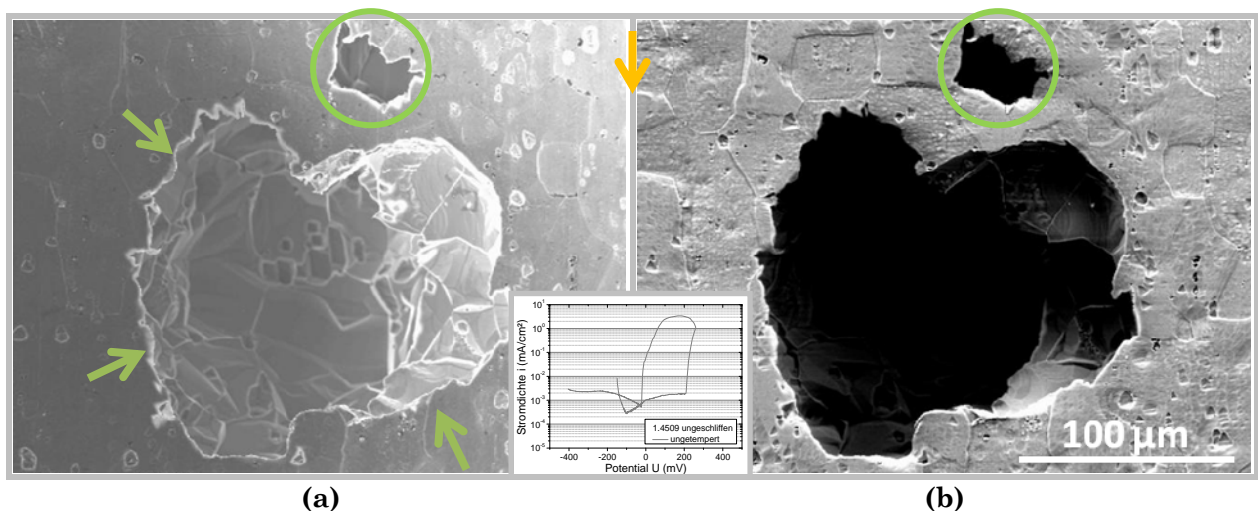 Stromdichte i (mA/cm²)
10¹
10⁰
10⁻¹
10⁻²
10⁻³
10⁻⁴
10⁻⁵
1.4509 ungeschliffen
ungetempert
-400 -200 0 200 400
Potential U (mV)
100 µm
(a) (b)